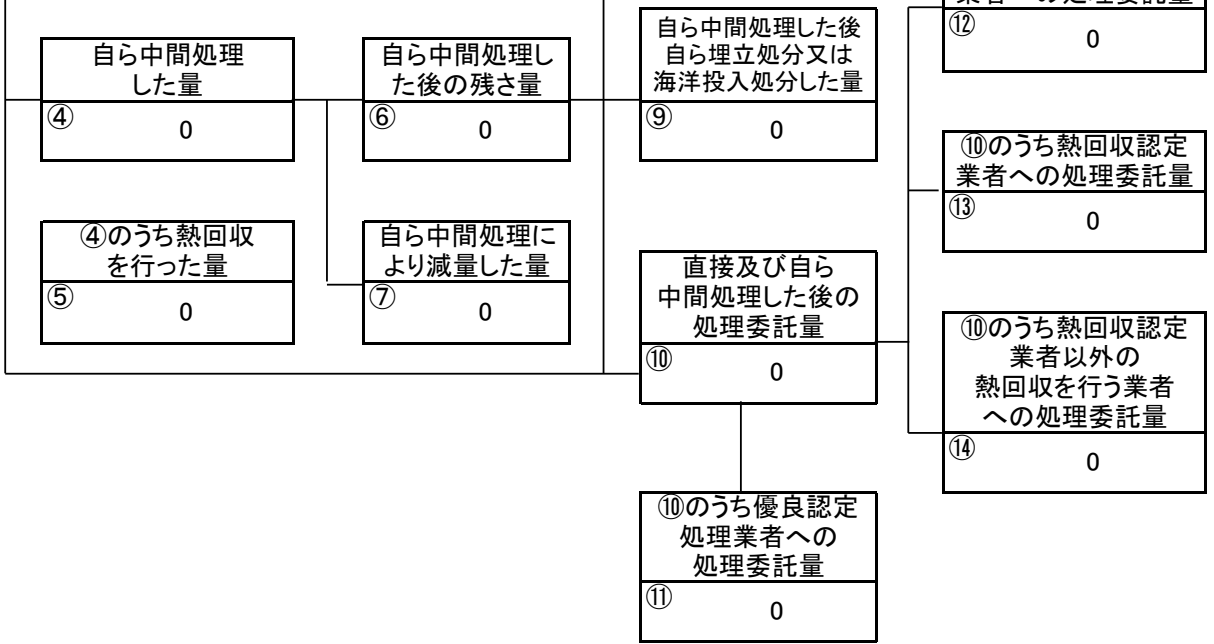 業者への処理委託量
⑫
0
自ら中間処理
した量
④
0
自ら中間処理し
た後の残さ量
⑥
0
自ら中間処理した後
自ら埋立処分又は
海洋投入処分した量
⑨
0
⑩のうち熱回収認定
業者への処理委託量
⑬
0
④のうち熱回収
を行った量
⑤
0
自ら中間処理に
より減量した量
⑦
0
直接及び自ら
中間処理した後の
処理委託量
⑩
0
⑩のうち熱回収認定
業者以外の
熱回収を行う業者
への処理委託量
⑭
0
⑩のうち優良認定
処理業者への
処理委託量
⑪
0